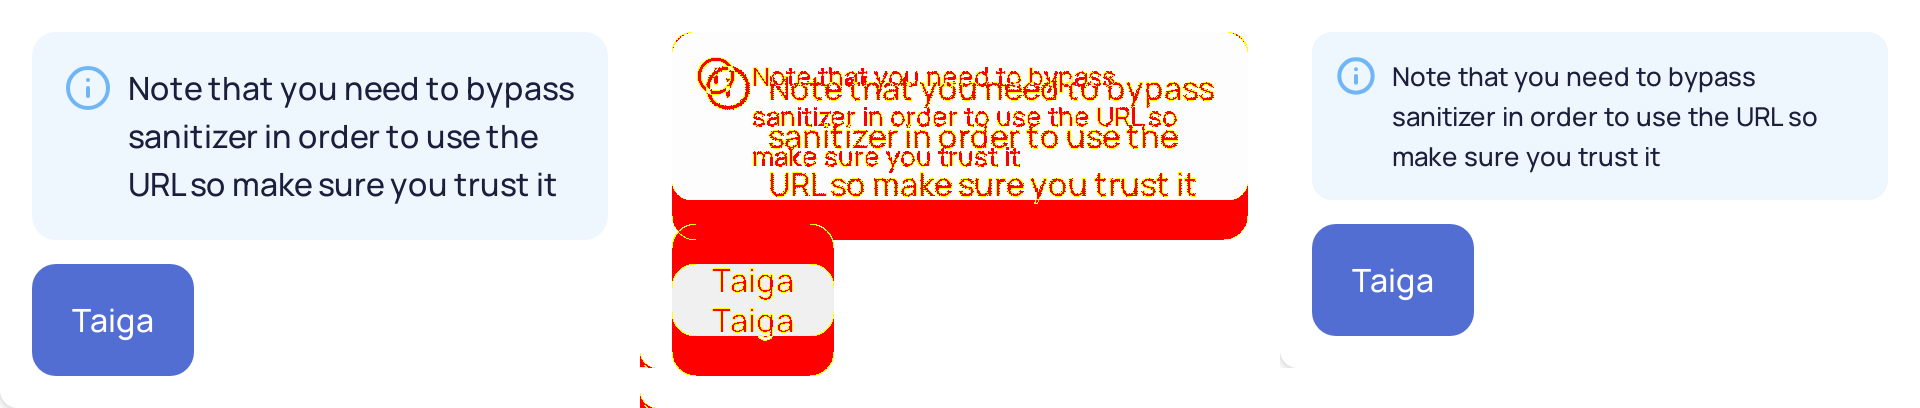 Note that you need to bypass
sanitizer in order to use the
URL so make sure you trust it
Taiga
Note that you need to bypass
Note that you need to bypass
sanitizer in order to use the URL so
sanitizer in order to use the
make sure you trust it
URL so make sure you trust it
Taiga
Taiga
Note that you need to bypass
sanitizer in order to use the URL so
make sure you trust it
Taiga